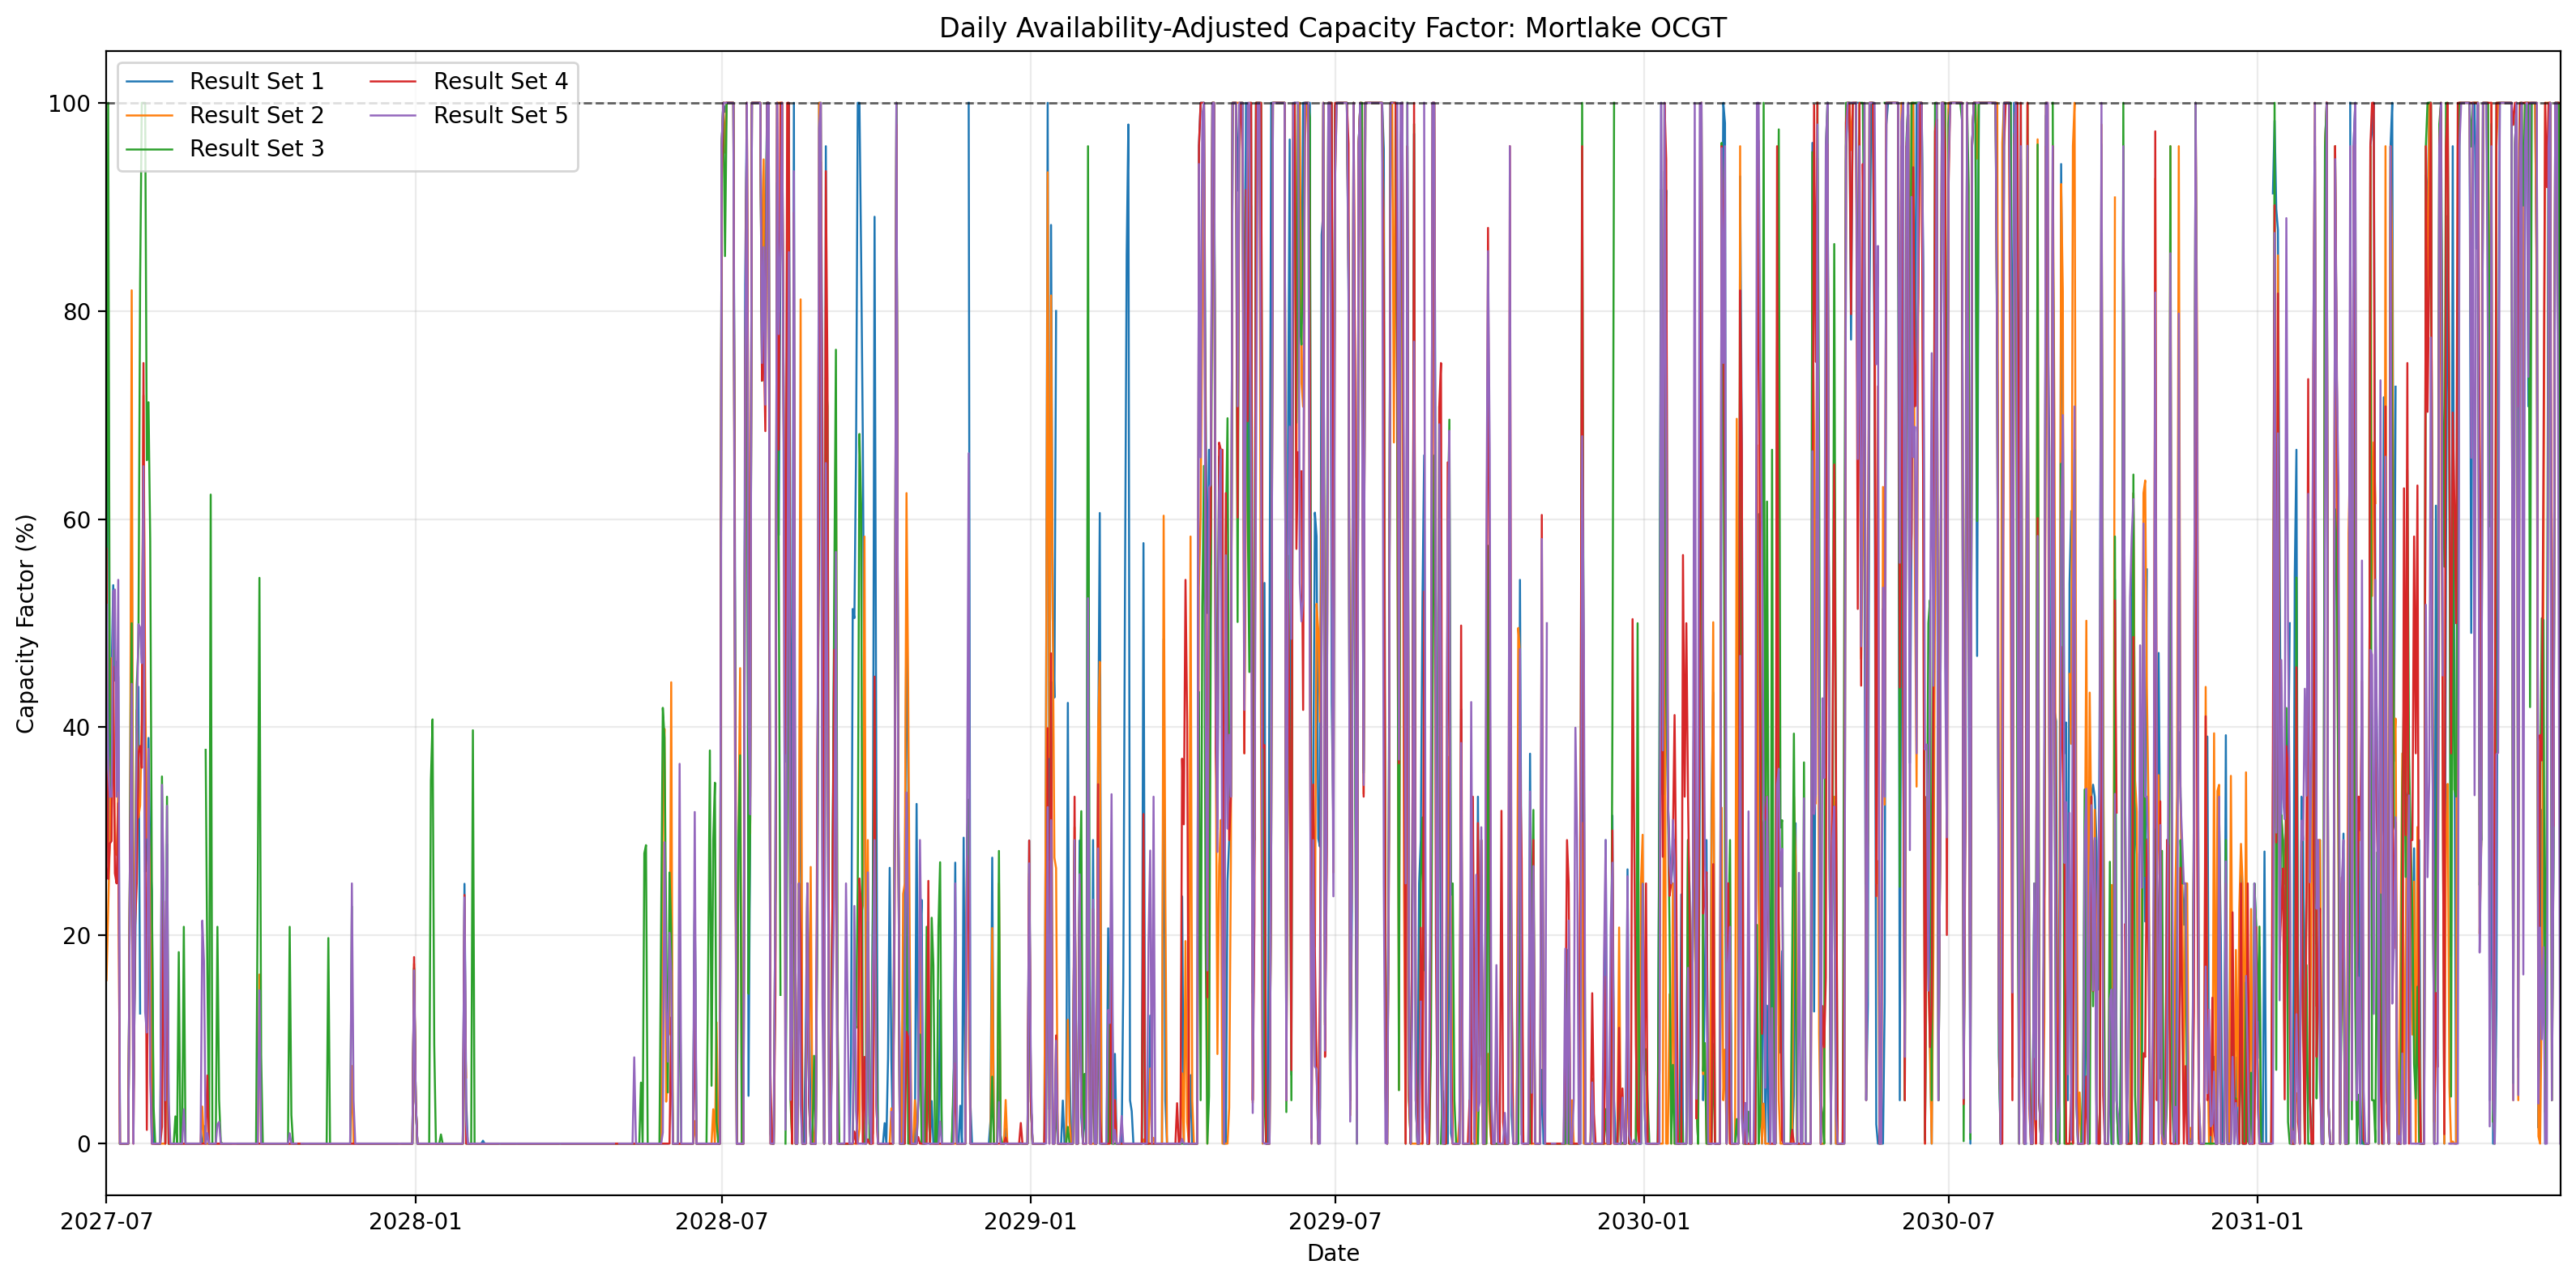 Daily Availability-Adjusted Capacity Factor: Mortlake OCGT
Result Set 1
Result Set 2
Result Set 3
Result Set 4
Result Set 5
Capacity Factor (%)
100
80
60
40
20
0
2027-07
2028-01
2028-07
2029-01
2029-07
2030-01
2030-07
2031-01
Date